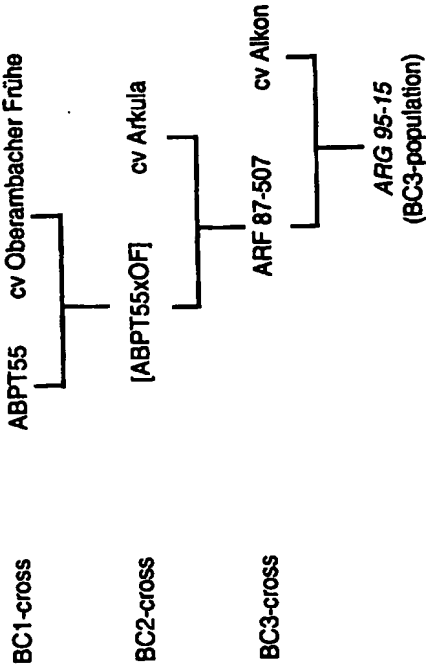 BC1-cross ABPT55 cv Oberambacher Frühe
BC2-cross [ABPT55xOF] cv Arkula
BC3-cross ARF 87-507 cv Alkon
ARG 95-15
(BC3-population)